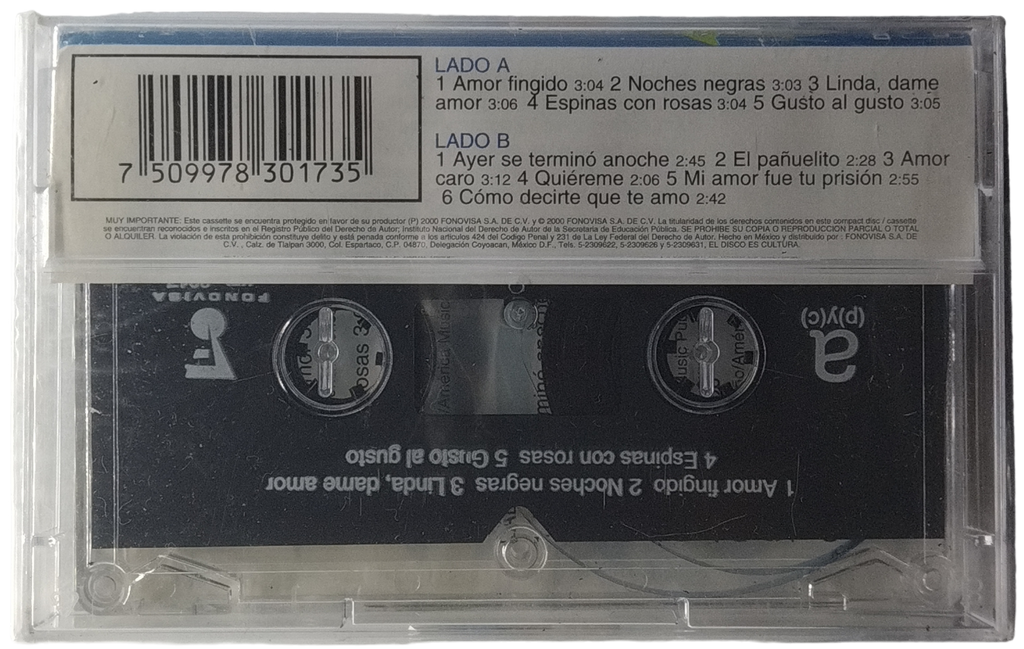 LADO A
1 Amor fingido 3:04 2 Noches negras 3:03 3 Linda, dame
amor 3:06 4 Espinas con rosas 3:04 5 Gusto al gusto 3:05
LADO B
1 Ayer se terminó anoche 2:45 2 El pañuelito 2:28 3 Amor
caro 3:12 4 Quiéreme 2:06 5 Mi amor fue tu prisión 2:55
6 Cómo decirte que te amo 2:42
7 509978 301735
MUY IMPORTANTE: Este cassette se encuentra protegido en favor de su productor (P) 2000 FONOVISA S.A. DE C.V. y © 2000 FONOVISA S.A. DE C.V. La titularidad de los derechos contenidos en este compact disc / cassette
se encuentran reconocidos e inscritos en el Registro Público del Derecho de Autor; Instituto Nacional del Derecho de Autor de la Secretaría de Educación Pública. SE PROHIBE SU COPIA O REPRODUCCION PARCIAL O TOTAL
O ALQUILER. La violación de esta prohibición constituye delito y está penada conforme a los artículos 424 del Codigo Penal y 231 de La Ley Federal del Derecho de Autor. Hecho en México y distribuido por : FONOVISA S.A. DE
C.V. , Calz. de Tlalpan 3000, Col. Espartaco, C.P. 04870, Delegación Coyoacan, México D.F., Tels. 5-2309622, 5-2309626 y 5-2309631, EL DISCO ES CULTURA.
FONOVISA
a
(p)y(c)
América Music
1 Amor fingido 2 Noches negras 3 Linda, dame amor
4 Espinas con rosas 5 Gusto al gusto